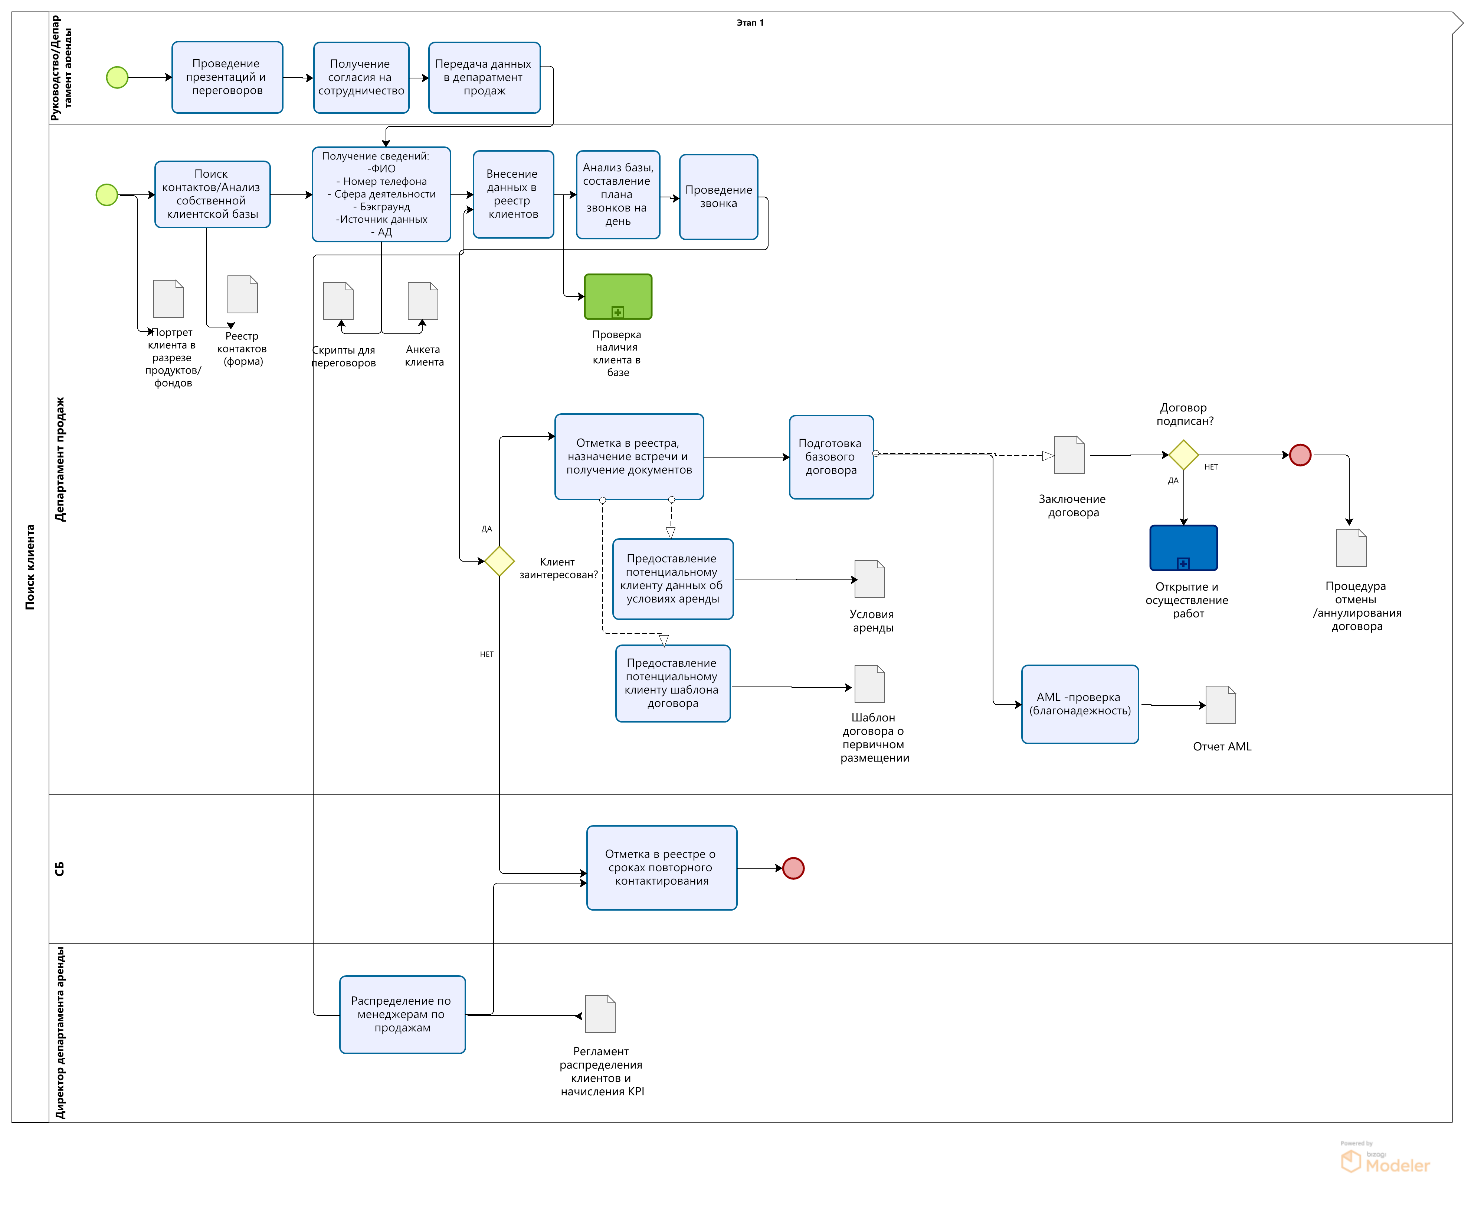 Этап 1
Поиск клиента
Руководство/Депар
тамент аренды
Проведение
презентаций и
переговоров
Получение
согласия на
сотрудничество
Передача данных
в департамент
продаж
Департамент продаж
Поиск
контактов/Анализ
собственной
клиентской базы
Получение сведений:
-ФИО
- Номер телефона
- Сфера деятельности
- Бэкграунд
-Источник данных
- АД
Внесение
данных в
реестр
клиентов
Анализ базы,
составление
плана
звонков на
день
Проведение
звонка
Портрет
клиента в
разрезе
продуктов/
фондов
Реестр
контактов
(форма)
Скрипты для
переговоров
Анкета
клиента
Проверка
наличия
клиента в
базе
Отметка в реестра,
назначение встречи и
получение документов
Подготовка
базового
договора
Заключение
договора
Договор
подписан?
НЕТ
ДА
Открытие и
осуществление
работ
Процедура
отмены
/аннулирования
договора
ДА
Клиент
заинтересован?
НЕТ
Предоставление
потенциальному
клиенту данных об
условиях аренды
Условия
аренды
Предоставление
потенциальному
клиенту шаблона
договора
Шаблон
договора о
первичном
размещении
AML -проверка
(благонадежность)
Отчет AML
СБ
Отметка в реестре о
сроках повторного
контактирования
Директор департамента аренды
Распределение по
менеджерам по
продажам
Регламент
распределения
клиентов и
начисления KPI
Powered by
bizagi
Modeler